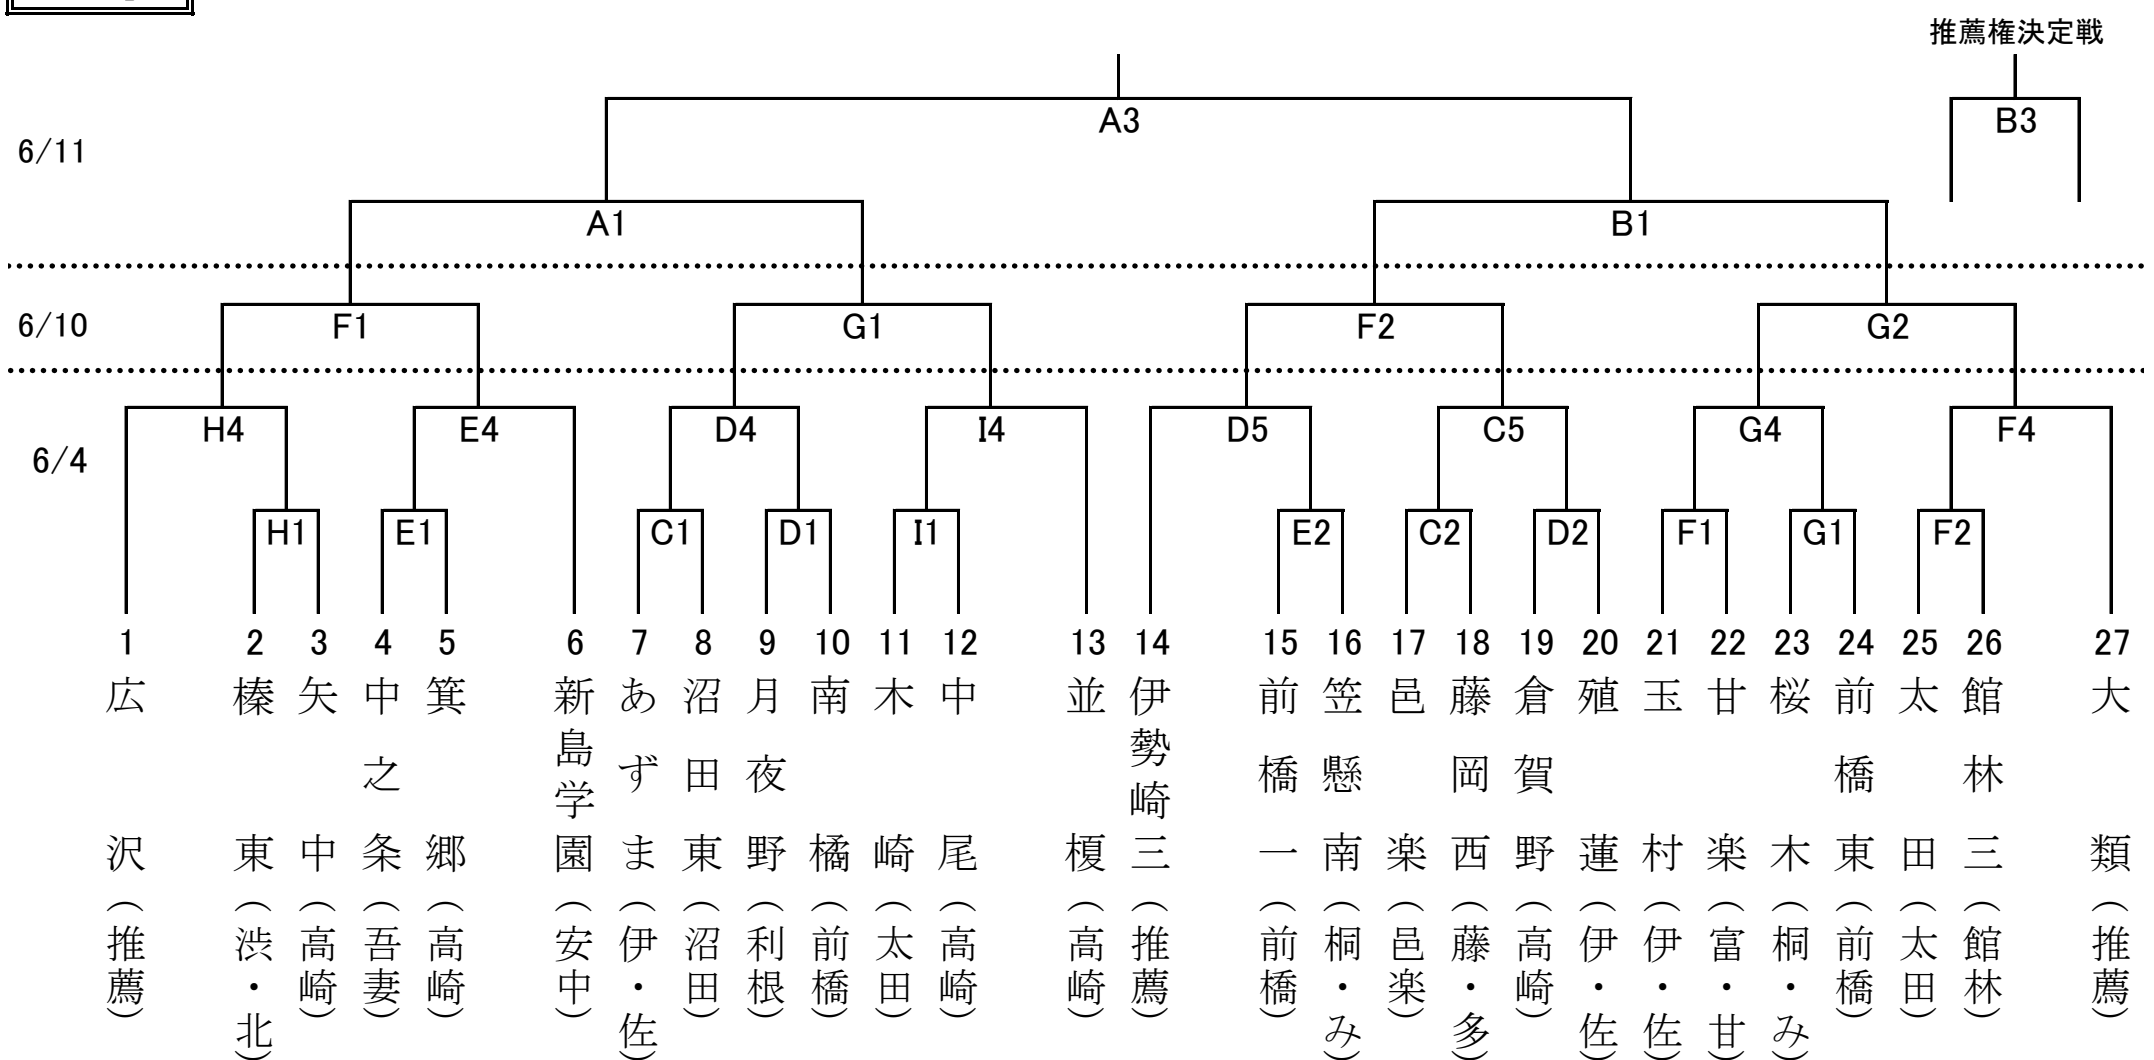 推薦権決定戦
A3
B3
6/11
A1
B1
6/10
F1
G1
F2
G2
H4
E4
D4
I4
D5
C5
G4
F4
6/4
H1
E1
C1
D1
I1
E2
C2
D2
F1
G1
F2
1
2
3
4
5
6
7
8
9
10
11
12
13
14
15
16
17
18
19
20
21
22
23
24
25
26
27
広沢(推薦)
榛東(渋・北)
矢中(高崎)
中之条(吾妻)
箕郷(高崎)
新島学園(安中)
あずま(伊・佐)
沼田東(沼田)
月夜野(利根)
南橘(前橋)
木崎(太田)
中尾(高崎)
並榎(高崎)
伊勢崎三(推薦)
前橋一(前橋)
笠懸南(桐・み)
邑楽(邑楽)
藤岡西(藤・多)
倉賀野(高崎)
殖蓮(伊・佐)
玉村(伊・佐)
甘楽(富・甘)
桜木(桐・み)
前橋東(前橋)
太田(太田)
館林三(館林)
大類(推薦)